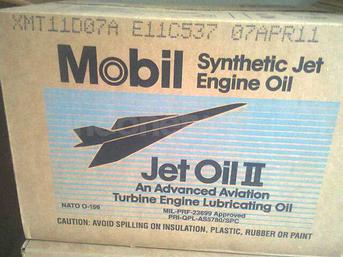 XMT11D07A E11C537 07APR11
Mobil Synthetic Jet
Engine Oil
Jet Oil II
An Advanced Aviation
Turbine Engine Lubricating Oil
NATO O-156
MIL-PRF-23699 Approved
PRI-QPL-AS5780/SPC
CAUTION: AVOID SPILLING ON INSULATION, PLASTIC, RUBBER OR PAINT